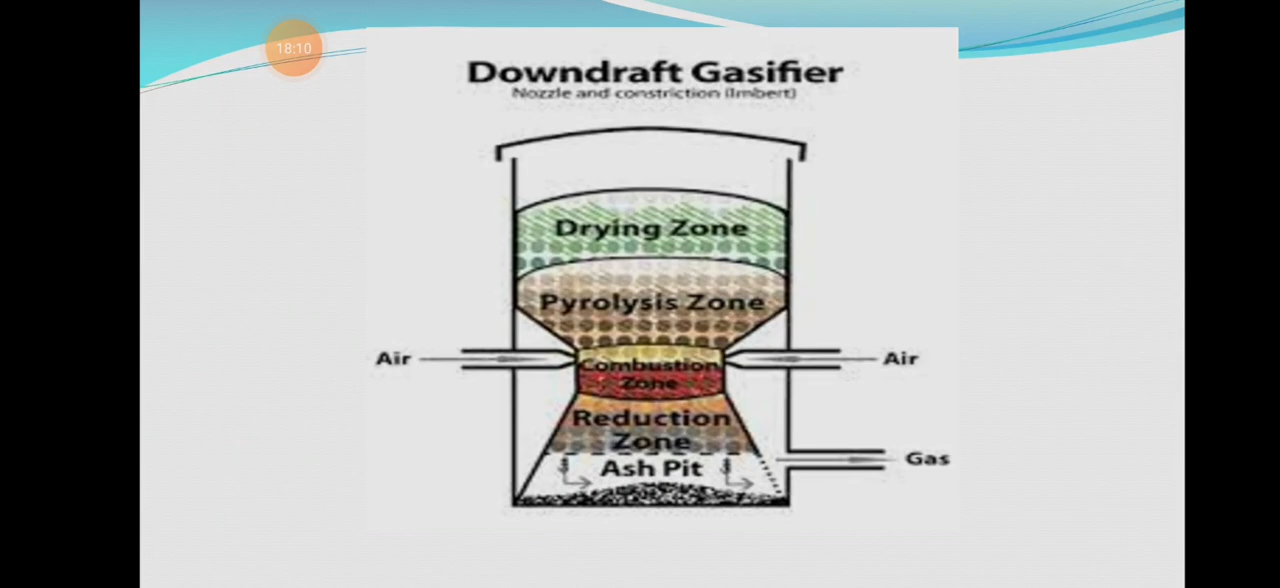 18:10
Downdraft Gasifier
Nozzle and constriction (Imbert)
Drying Zone
Pyrolysis Zone
Air
Air
Combustion
Zone
Reduction
Zone
Ash Pit
Gas